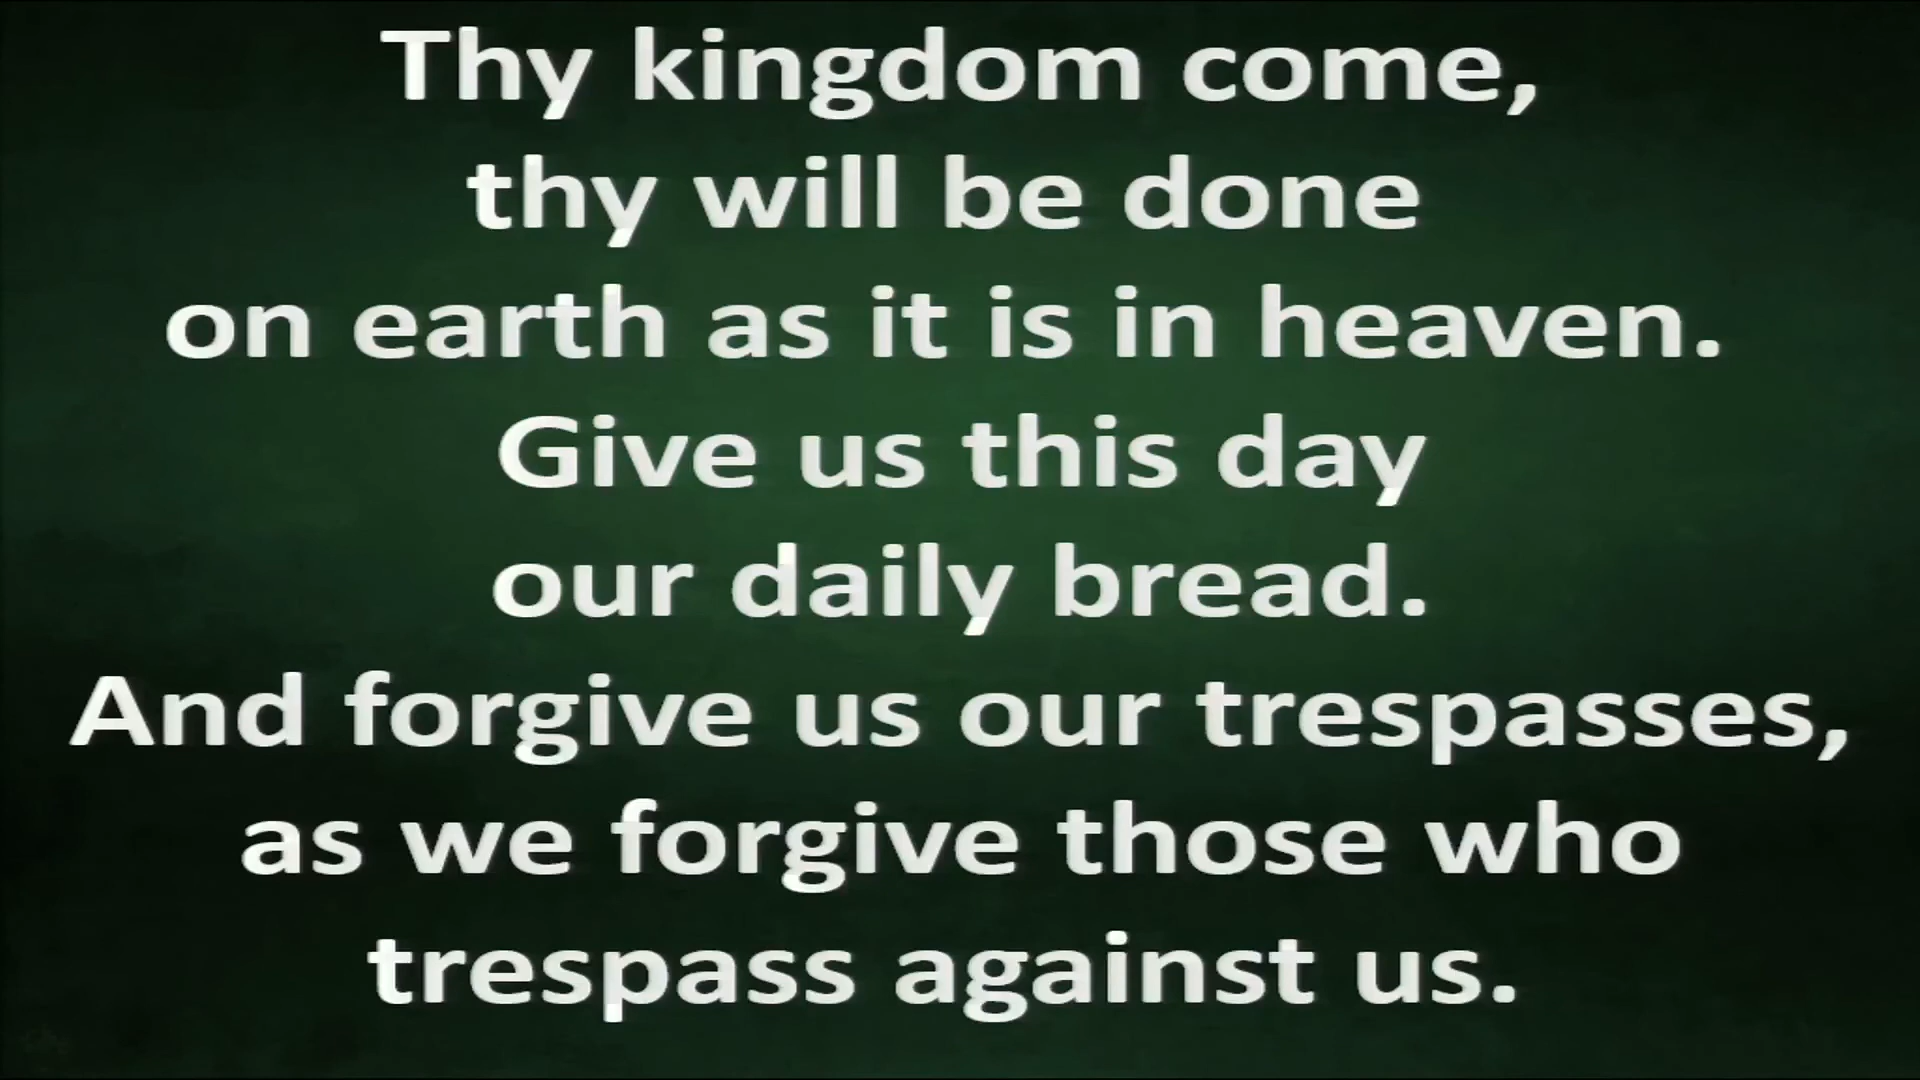 Thy kingdom come,
thy will be done
on earth as it is in heaven.
Give us this day
our daily bread.
And forgive us our trespasses,
as we forgive those who
trespass against us.